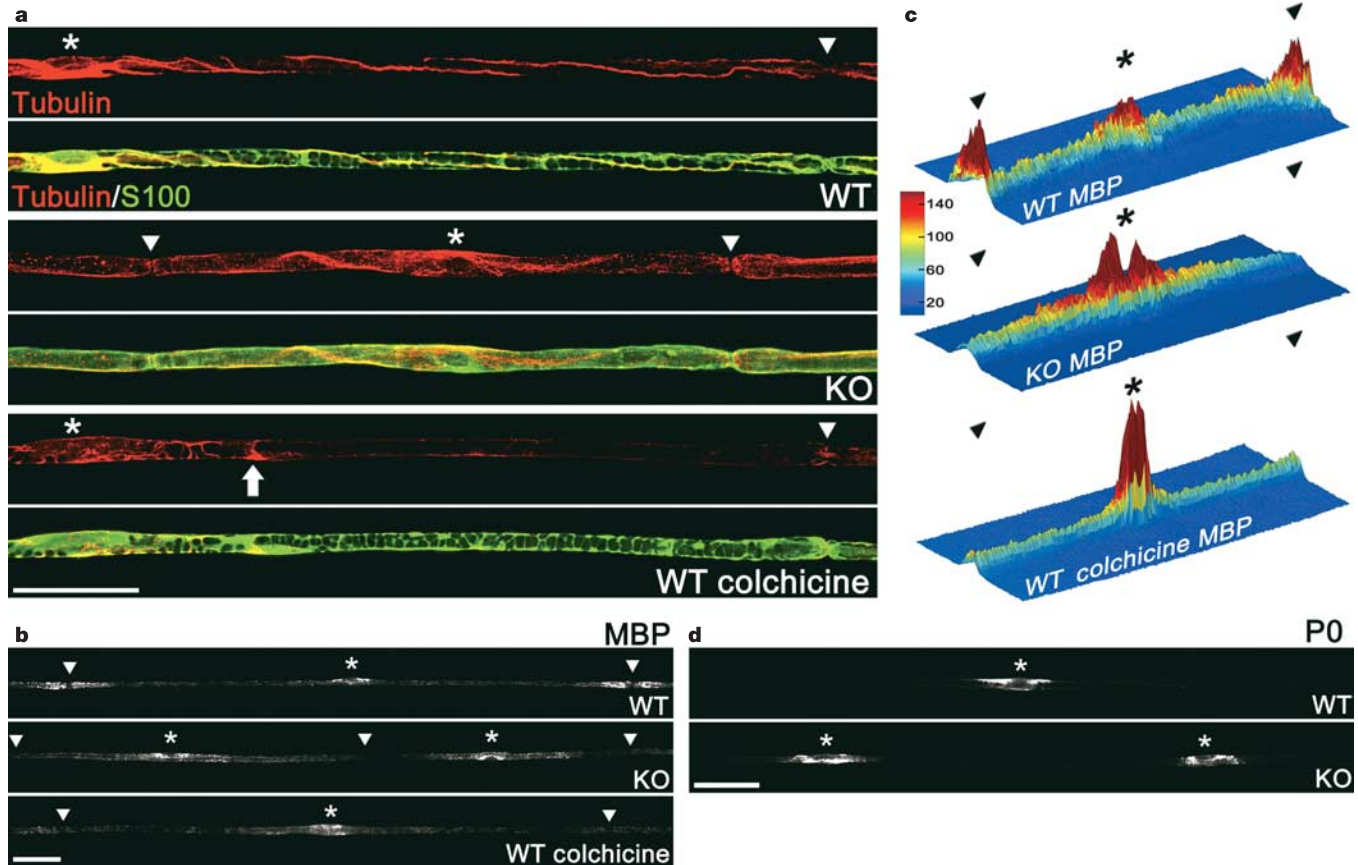 a
Tubulin
Tubulin/S100
WT
KO
WT colchicine
b
MBP
WT
KO
WT colchicine
c
WT MBP
140
100
60
20
KO MBP
WT colchicine MBP
d
P0
WT
KO